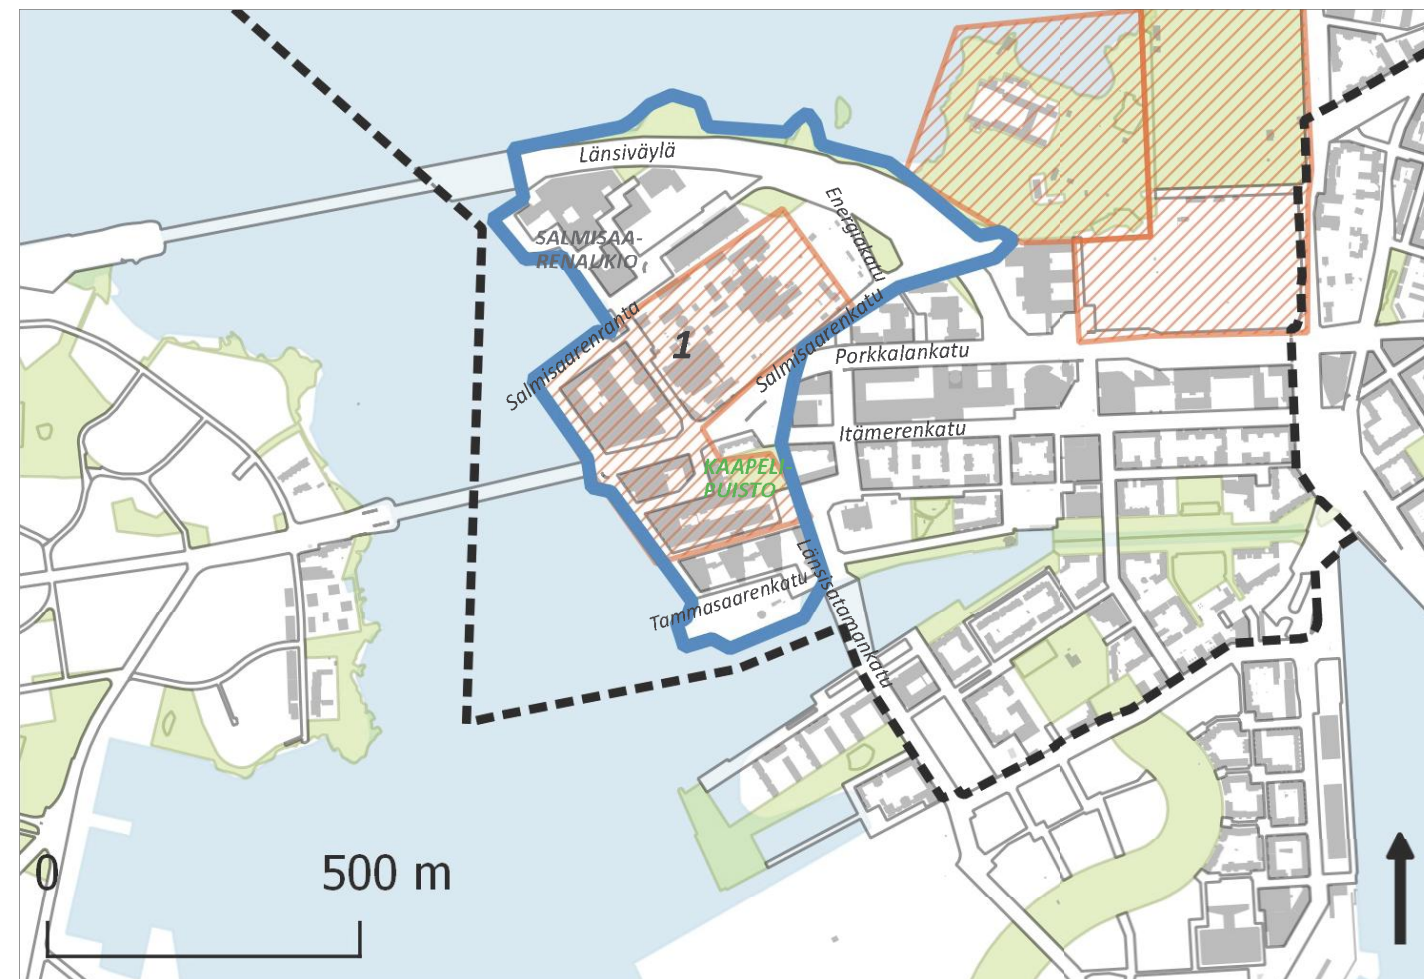 Länsiväylä
Energiakatu
SALMISAA-
RENAUKIO
Salmisaarenranta
1
Salmisaarenkatu
Porkkalankatu
Itämerenkatu
KAAPELI-
PUISTO
Länsisatamankatu
Tammasaarenkatu
0
500 m